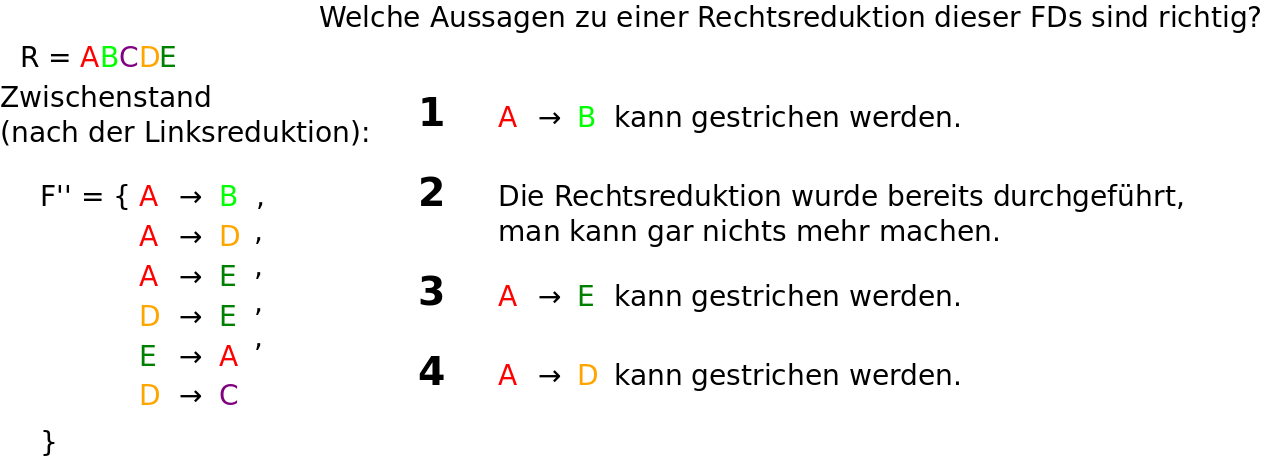 Welche Aussagen zu einer Rechtsreduktion dieser FDs sind richtig?
R = ABCDE
Zwischenstand
(nach der Linksreduktion):
F'' = { A → B ,
A → D ,
A → E ,
D → E ,
E → A ,
D → C
}
1 A → B kann gestrichen werden.
2 Die Rechtsreduktion wurde bereits durchgeführt,
man kann gar nichts mehr machen.
3 A → E kann gestrichen werden.
4 A → D kann gestrichen werden.